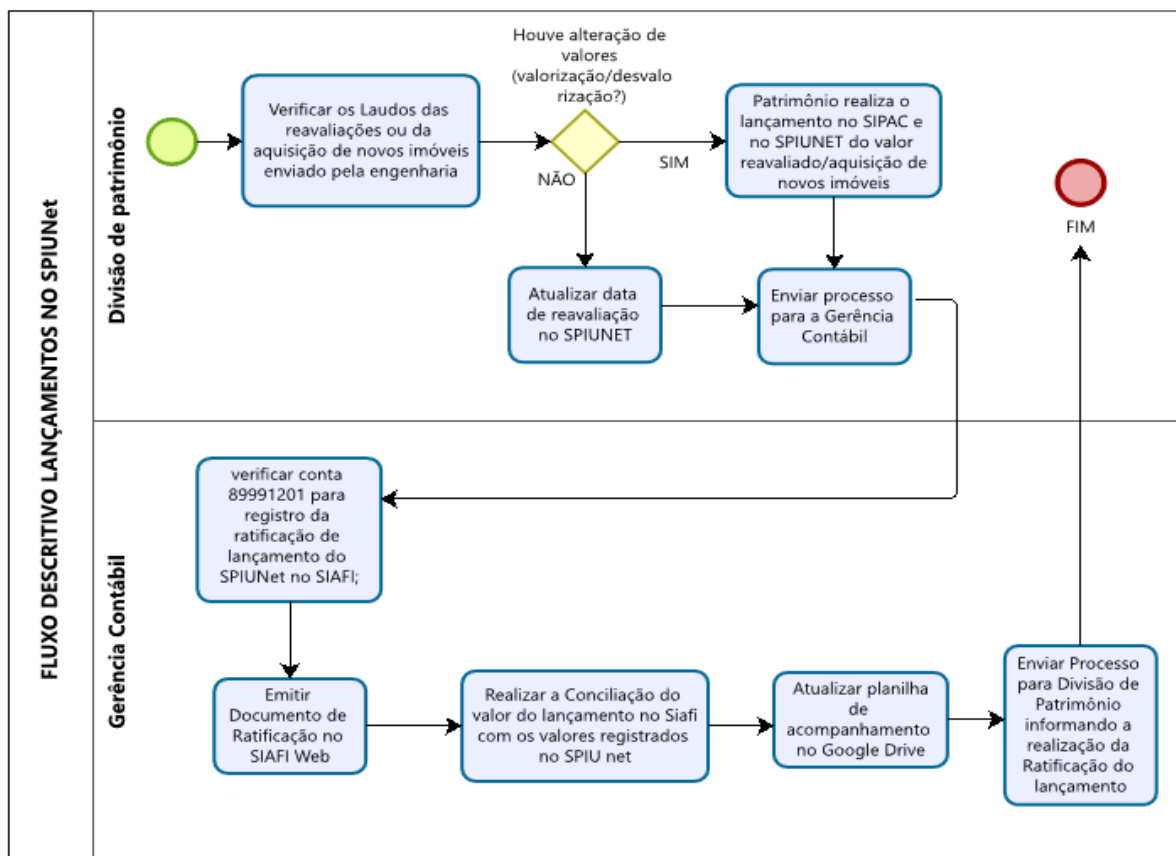 FLUXO DESCRITIVO LANÇAMENTOS NO SPIUNet
Divisão de patrimônio
Verificar os Laudos das
reavaliações ou da
aquisição de novos imóveis
enviado pela engenharia
Houve alteração de
valores
(valorização/desvalo
rização?)
SIM
NÃO
Patrimônio realiza o
lançamento no SIPAC e
no SPIUNET do valor
reavaliado/aquisição de
novos imóveis
Atualizar data
de reavaliação
no SPIUNET
Enviar processo
para a Gerência
Contábil
FIM
Gerência Contábil
verificar conta
89991201 para
registro da
ratificação de
lançamento do
SPIUNet no SIAFI;
Emitir
Documento de
Ratificação no
SIAFI Web
Realizar a Conciliação do
valor do lançamento no Siafi
com os valores registrados
no SPIU net
Atualizar planilha
de
acompanhamento
no Google Drive
Enviar Processo
para Divisão de
Patrimônio
informando a
realização da
Ratificação do
lançamento